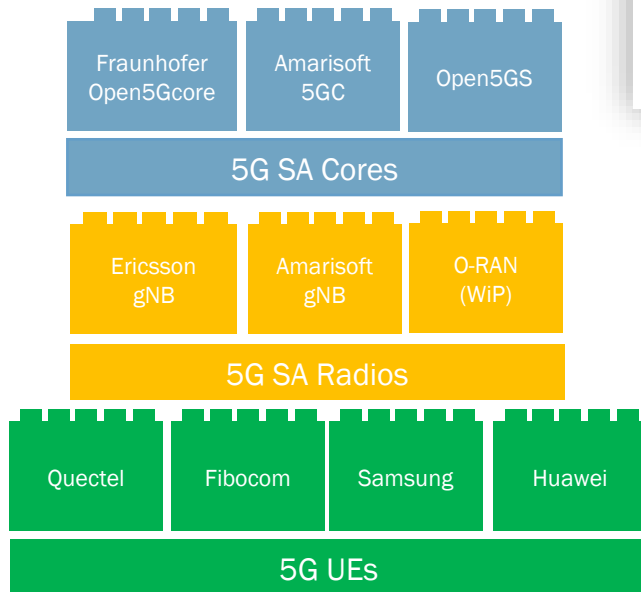 Fraunhofer
Open5Gcore
Amarisoft
5GC
Open5GS
5G SA Cores
Ericsson
gNB
Amarisoft
gNB
O-RAN
(WiP)
5G SA Radios
Quectel
Fibocom
Samsung
Huawei
5G UEs